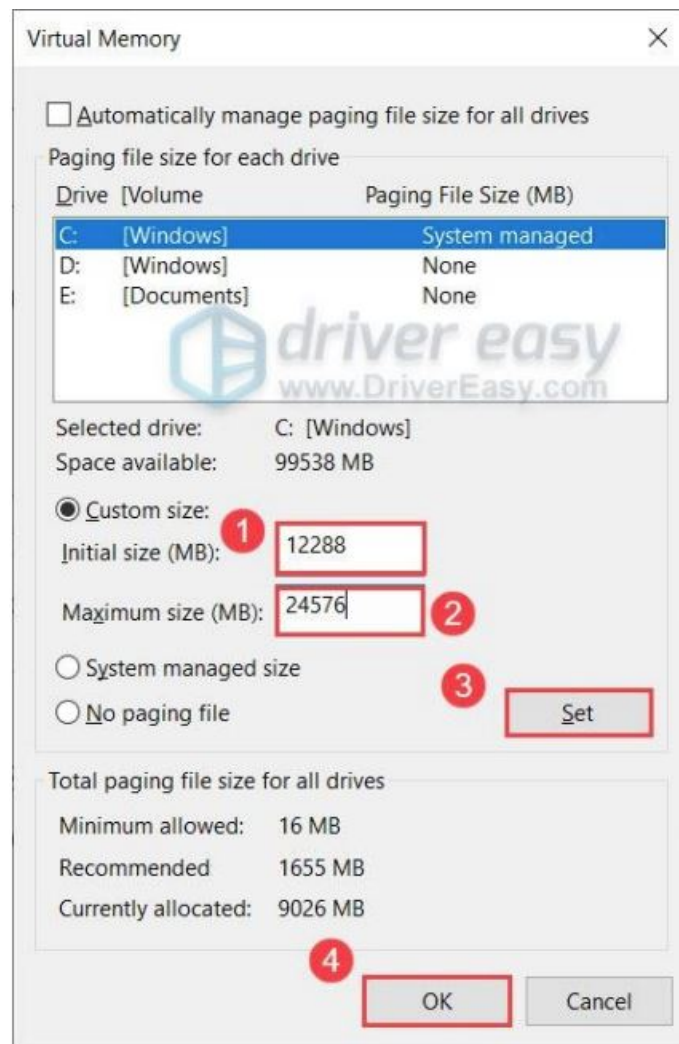 Virtual Memory
Automatically manage paging file size for all drives
Paging file size for each drive
Drive [Volume Paging File Size (MB)
C: [Windows] System managed
D: [Windows] None
E: [Documents] None
driver easy
www.DriverEasy.com
Selected drive: C: [Windows]
Space available: 99538 MB
Custom size:
1
Initial size (MB): 12288
Maximum size (MB): 24576 2
System managed size
3
No paging file Set
Total paging file size for all drives
Minimum allowed: 16 MB
Recommended 1655 MB
Currently allocated: 9026 MB
4
OK Cancel